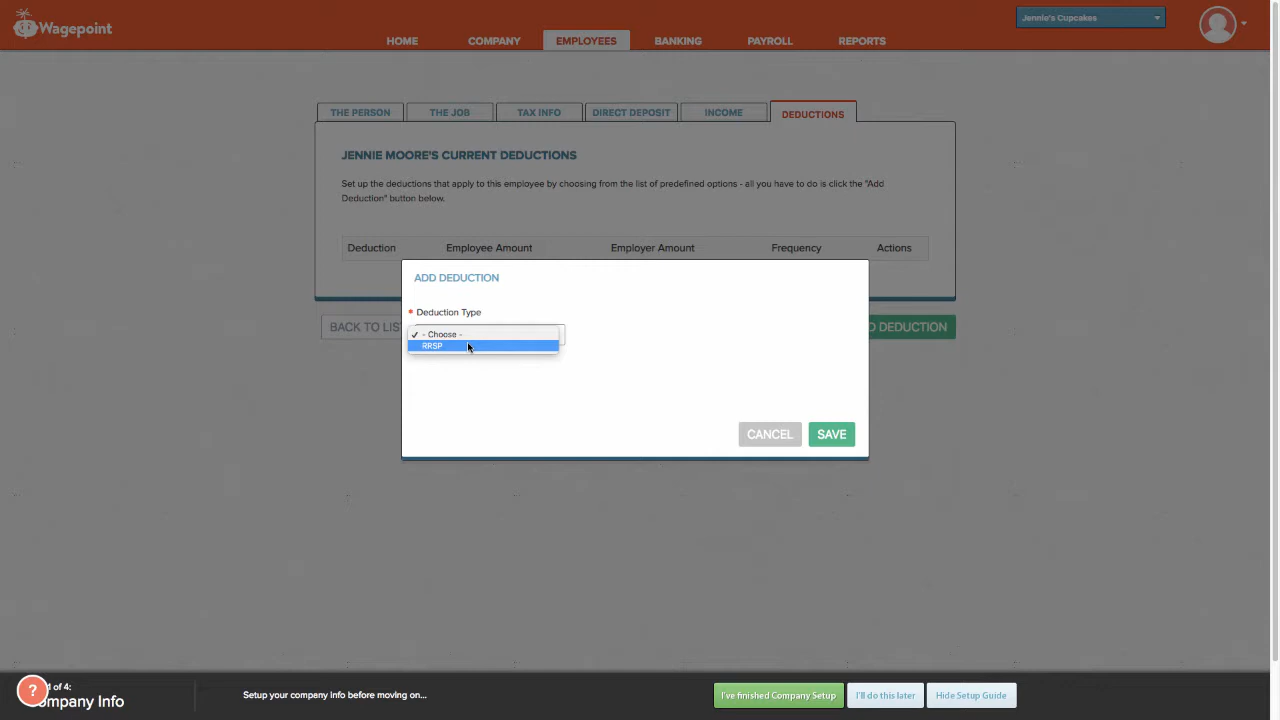 Wagepoint
Jennie's Cupcakes
HOME
COMPANY
EMPLOYEES
BANKING
PAYROLL
REPORTS
THE PERSON
THE JOB
TAX INFO
DIRECT DEPOSIT
INCOME
DEDUCTIONS
JENNIE MOORE'S CURRENT DEDUCTIONS
Set up the deductions that apply to this employee by choosing from the list of predefined options - all you have to do is click the "Add
Deduction" button below.
Deduction
Employee Amount
Employer Amount
Frequency
Actions
ADD DEDUCTION
* Deduction Type
✓ - Choose -
RRSP
BACK TO LIS
D DEDUCTION
CANCEL
SAVE
?
1 of 4:
ompany Info
Setup your company info before moving on...
I've finished Company Setup
I'll do this later
Hide Setup Guide